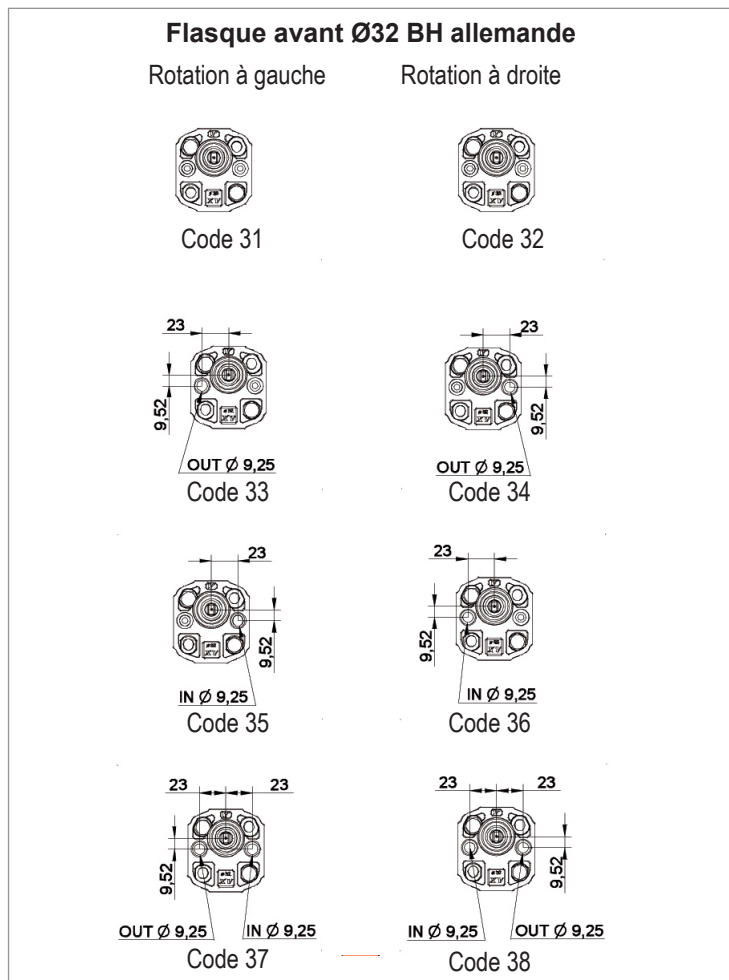 Flasque avant Ø32 BH allemande
Rotation à gauche Rotation à droite
Code 31 Code 32
23 23
9,52 9,52
OUT Ø 9,25 OUT Ø 9,25
Code 33 Code 34
23 23
9,52 9,52
IN Ø 9,25 IN Ø 9,25
Code 35 Code 36
23 23 23 23
9,52 9,52
OUT Ø 9,25 IN Ø 9,25 IN Ø 9,25 OUT Ø 9,25
Code 37 Code 38